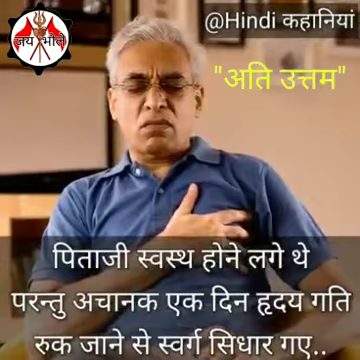 @Hindi कहानियां
जय भोले
"अति उत्तम"
पिताजी स्वस्थ होने लगे थे
परन्तु अचानक एक दिन हृदय गति
रुक जाने से स्वर्ग सिधार गए..